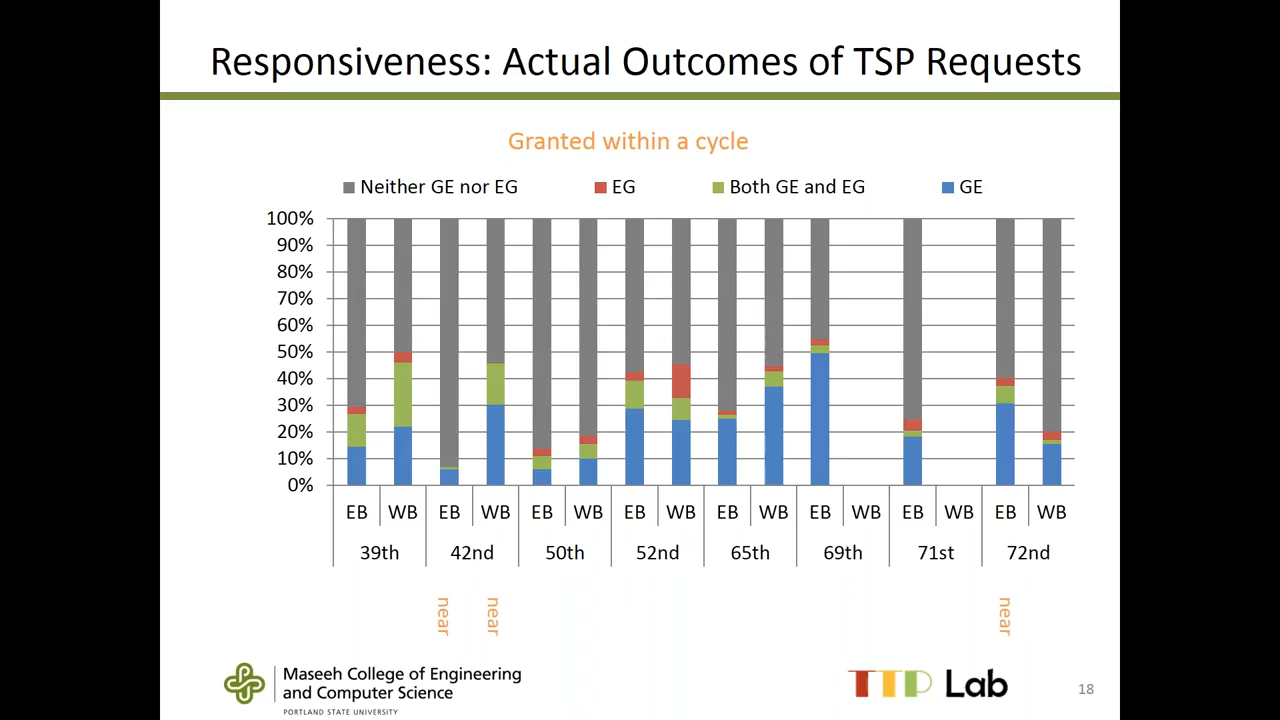 Responsiveness: Actual Outcomes of TSP Requests
Granted within a cycle
Neither GE nor EG EG Both GE and EG GE
100%
90%
80%
70%
60%
50%
40%
30%
20%
10%
0%
EB WB EB WB EB WB EB WB EB WB EB WB EB WB EB WB
39th 42nd 50th 52nd 65th 69th 71st 72nd
near near near
Maseeh College of Engineering
and Computer Science
PORTLAND STATE UNIVERSITY
TTP Lab
18